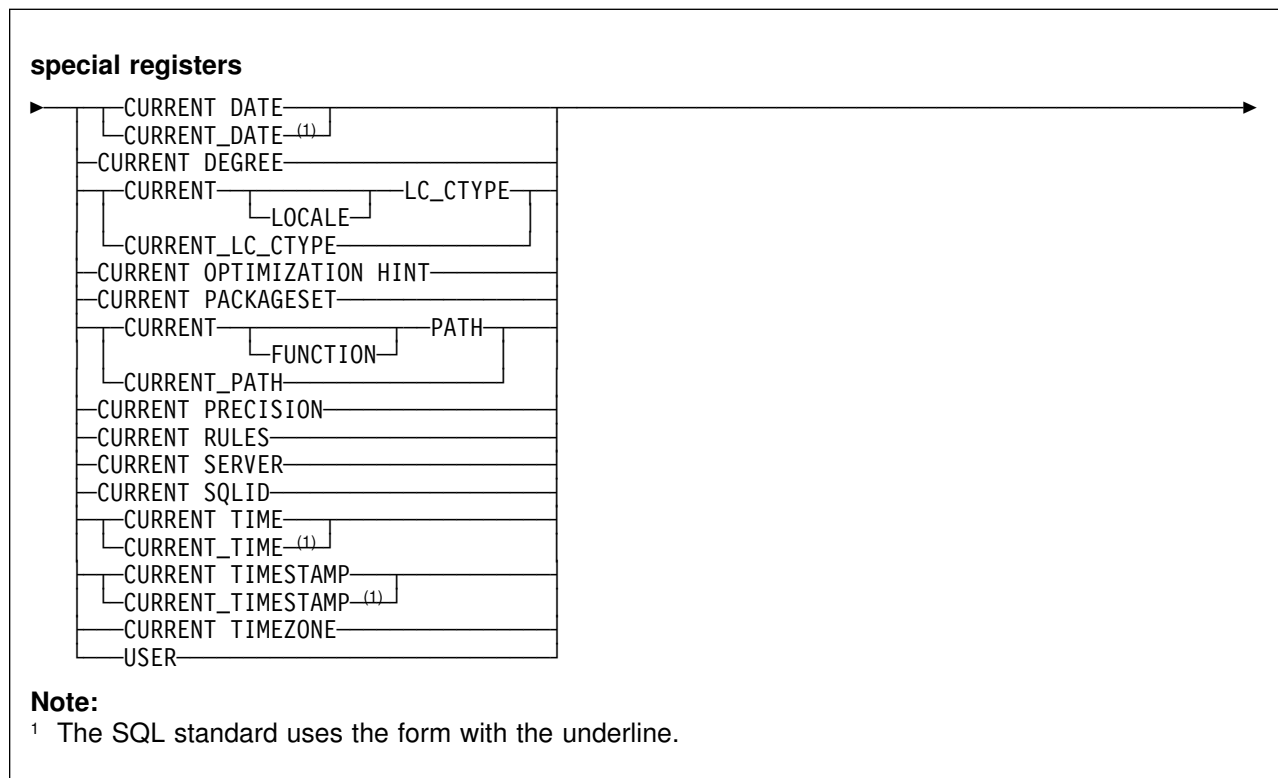 special registers
CURRENT DATE
CURRENT_DATE (1)
CURRENT DEGREE
CURRENT LC_CTYPE
LOCALE
CURRENT_LC_CTYPE
CURRENT OPTIMIZATION HINT
CURRENT PACKAGESET
CURRENT PATH
FUNCTION
CURRENT_PATH
CURRENT PRECISION
CURRENT RULES
CURRENT SERVER
CURRENT SQLID
CURRENT TIME
CURRENT_TIME (1)
CURRENT TIMESTAMP
CURRENT_TIMESTAMP (1)
CURRENT TIMEZONE
USER
Note:
1 The SQL standard uses the form with the underline.